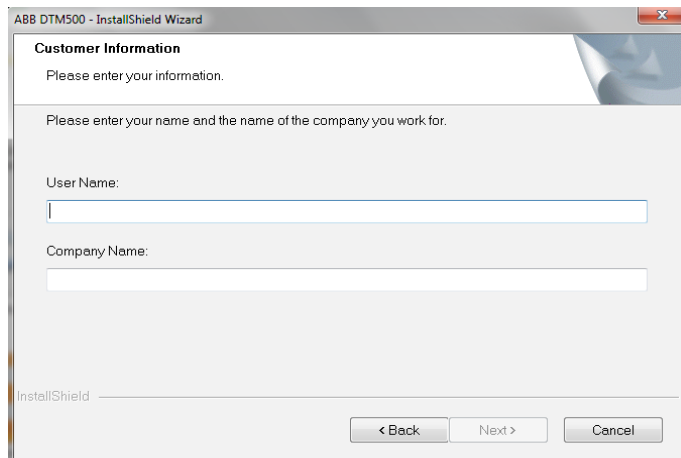 ABB DTM500 - InstallShield Wizard
Customer Information
Please enter your information.
Please enter your name and the name of the company you work for.
User Name:
Company Name:
InstallShield
< Back Next > Cancel